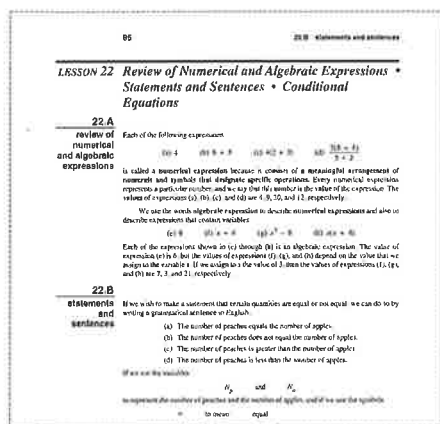 85
22.B statements and sentences
LESSON 22 Review of Numerical and Algebraic Expressions •
Statements and Sentences • Conditional
Equations
22.A
review of
numerical
and algebraic
expressions
Each of the following expressions
(a) 4 (c) 4(2 + 3)
is called a numerical expression because it consists of a meaningful arrangement of
numerals and symbols that designate specific operations. Every numerical expression
represents a particular number, and we say that this number is the value of the expression. The
values of expressions (a), (b), (c), and (d) are 4, 9, 20, and 12, respectively.
We use the words algebraic expression to describe numerical expressions and also to
describe expressions that contain variables
(e) 6 (f) x + 4
Each of the expressions shown in (e) through (h) is an algebraic expression. The value of
expression (e) is 6, but the values of expressions (f), (g), and (h) depend on the value that we
assign to the variable. If we assign to x the value of 3, then the values of expressions (f), (g),
and (h) are 7, 3, and 21, respectively.
22.B
statements
and
sentences
If we wish to make a statement that certain quantities are equal or not equal, we can do so by
writing a grammatical sentence in English.
(a) The number of peaches equals the number of apples.
(b) The number of peaches does not equal the number of apples.
(c) The number of peaches is greater than the number of apples.
(d) The number of peaches is less than the number of apples.
If we use the variables
Np and Na
to represent the number of peaches and the number of apples, and if we use the symbols
= to mean equal